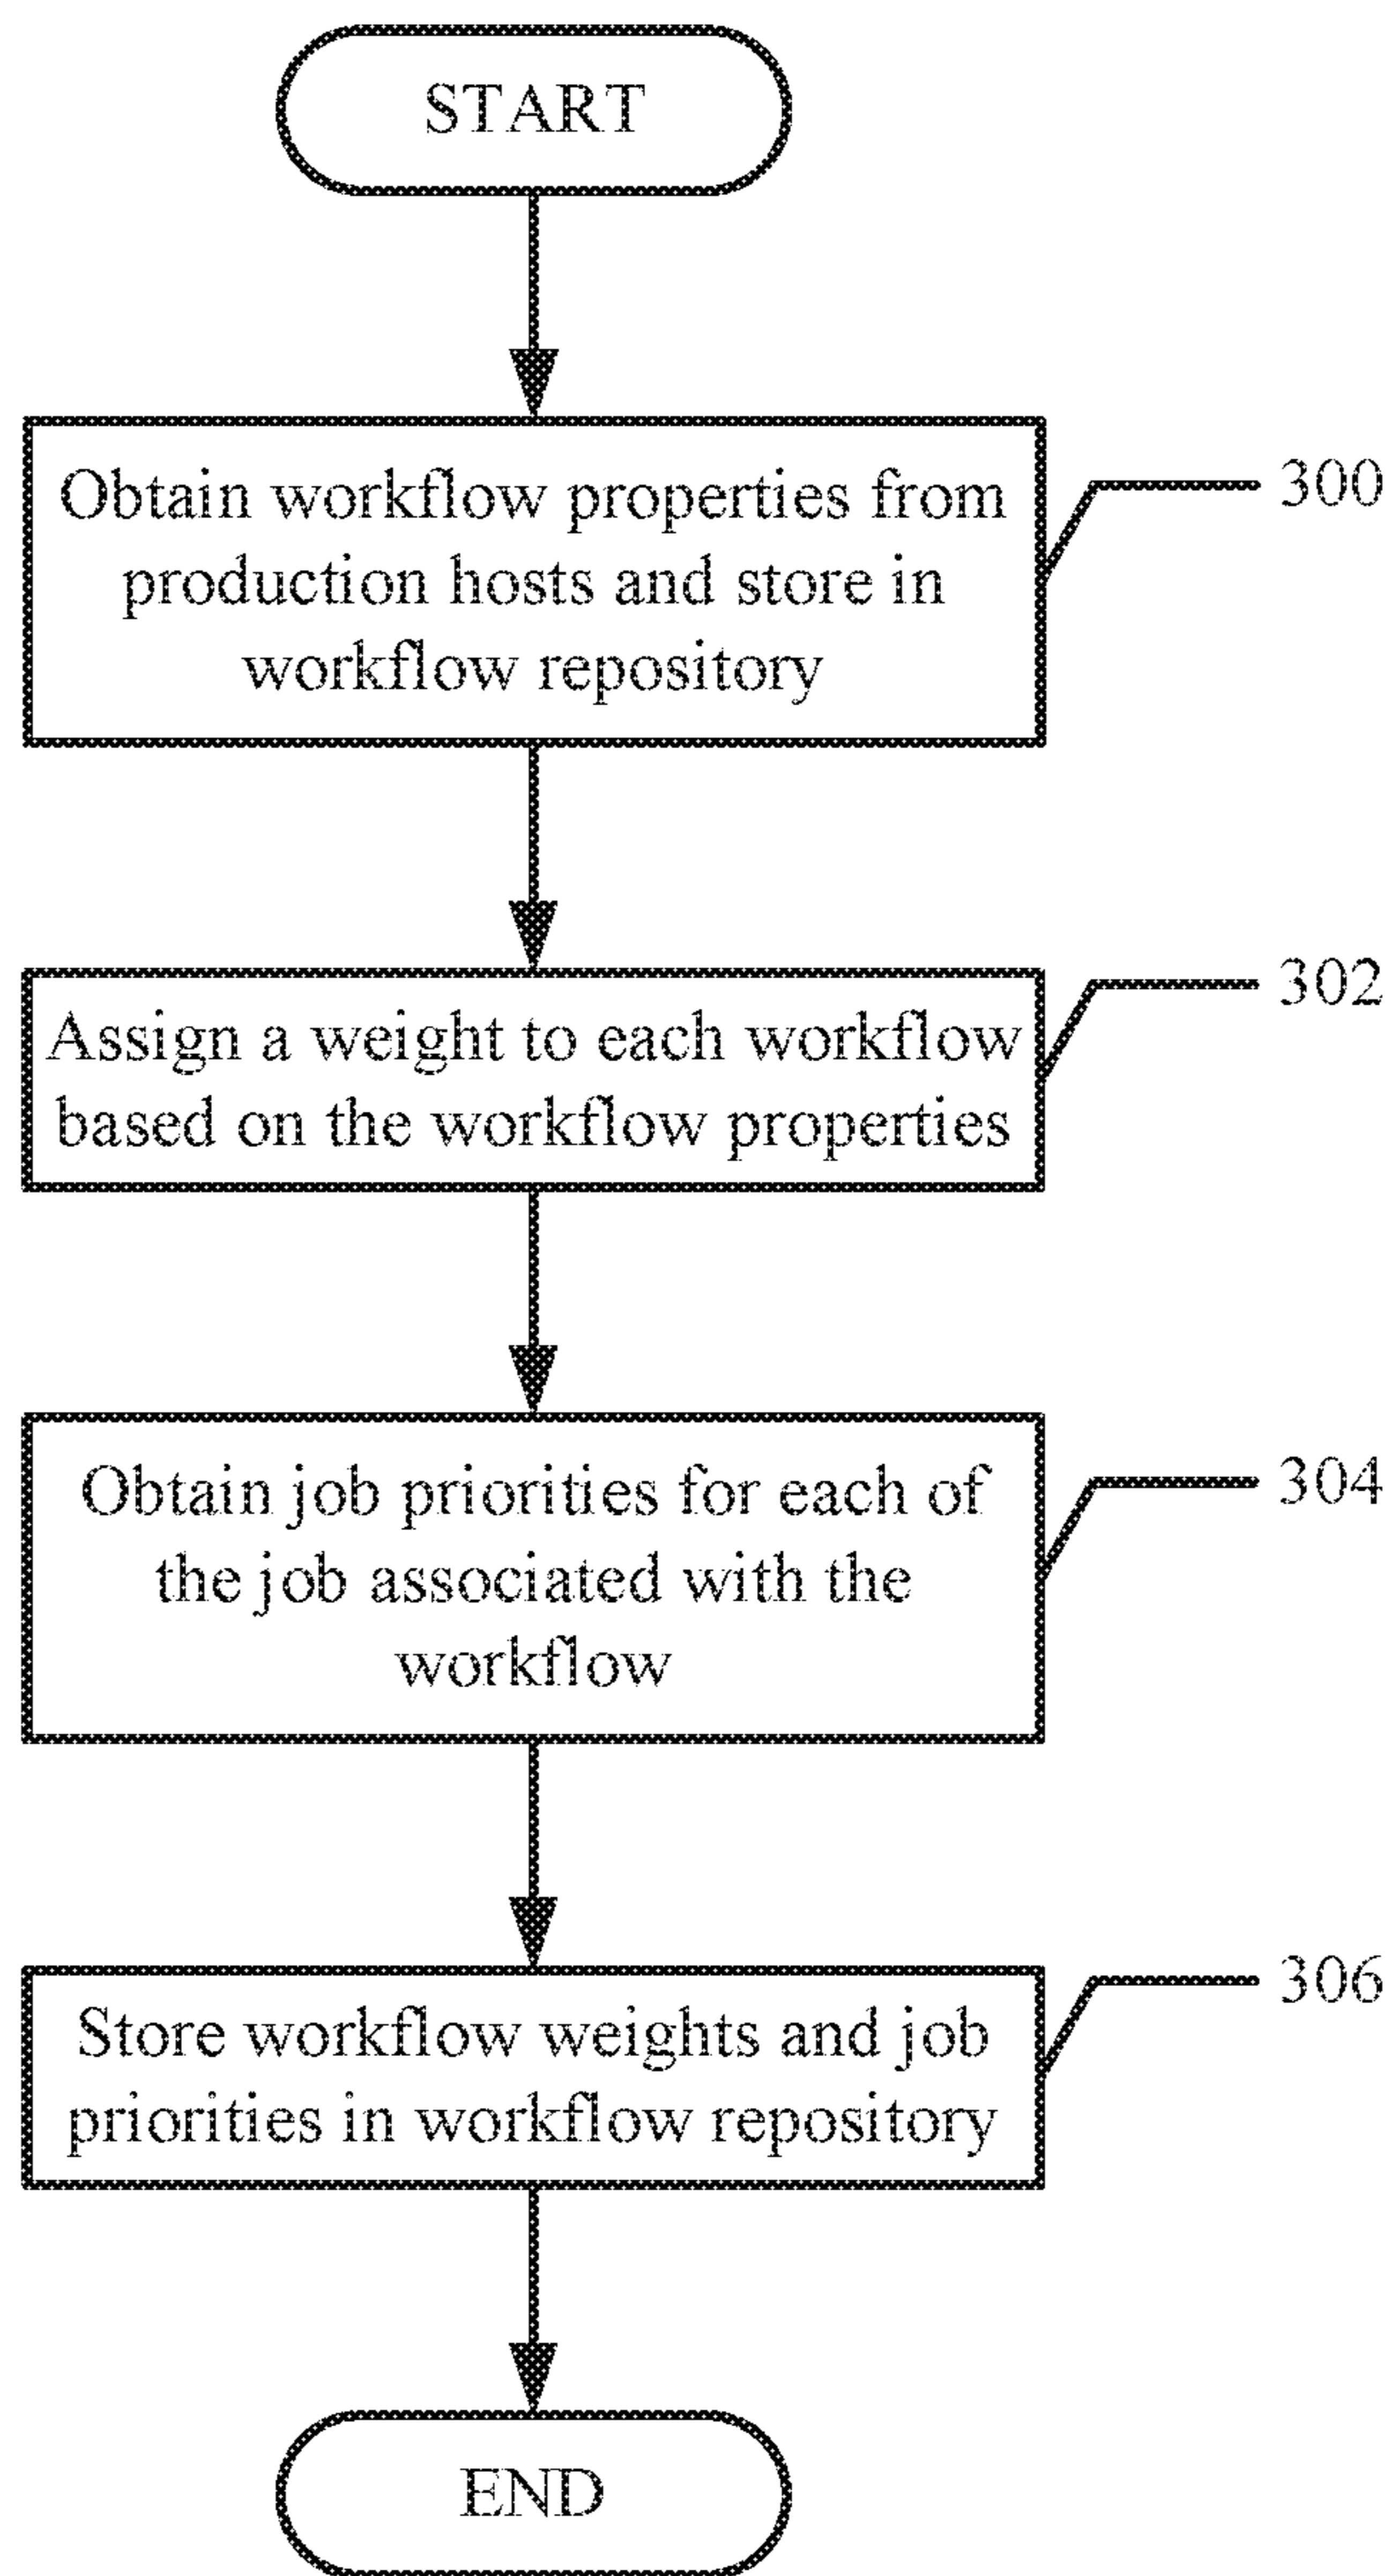 START
Obtain workflow properties from
production hosts and store in
workflow repository
300
Assign a weight to each workflow
based on the workflow properties
302
Obtain job priorities for each of
the job associated with the
workflow
304
Store workflow weights and job
priorities in workflow repository
306
END